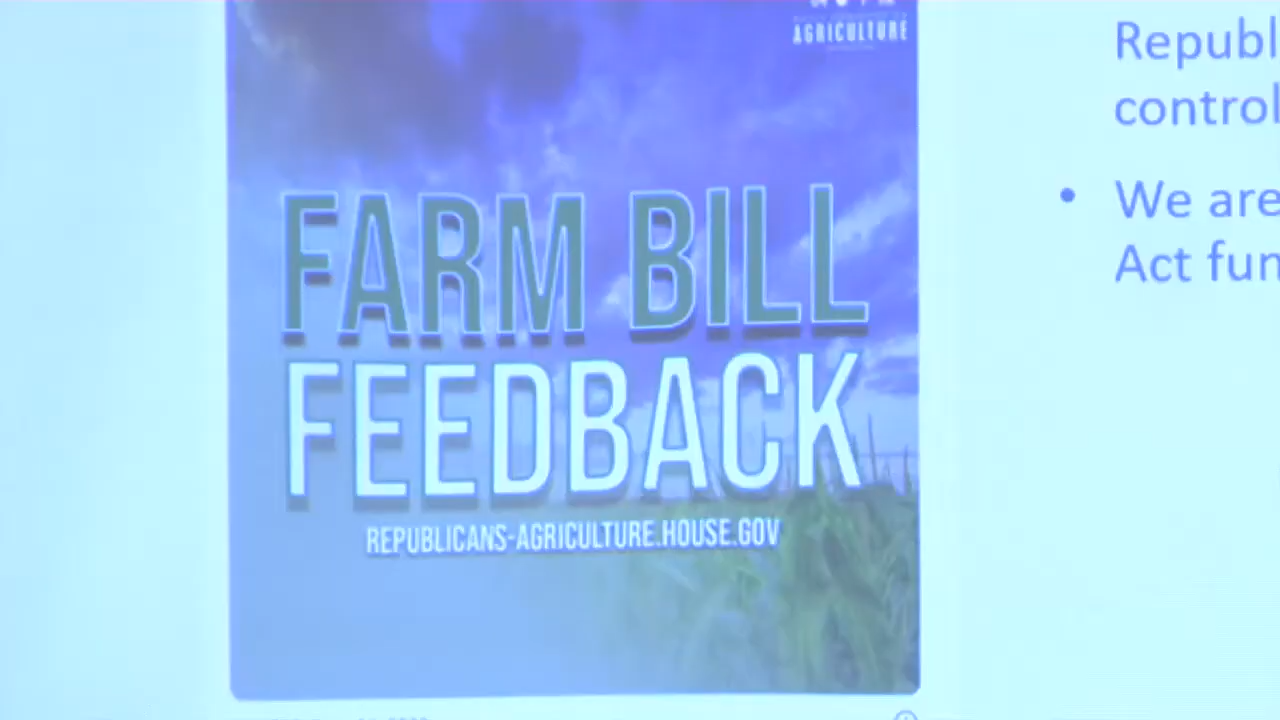 AGRICULTURE
FARM BILL
FEEDBACK
REPUBLICANS-AGRICULTURE.HOUSE.GOV
Republ
control
• We are
Act fun